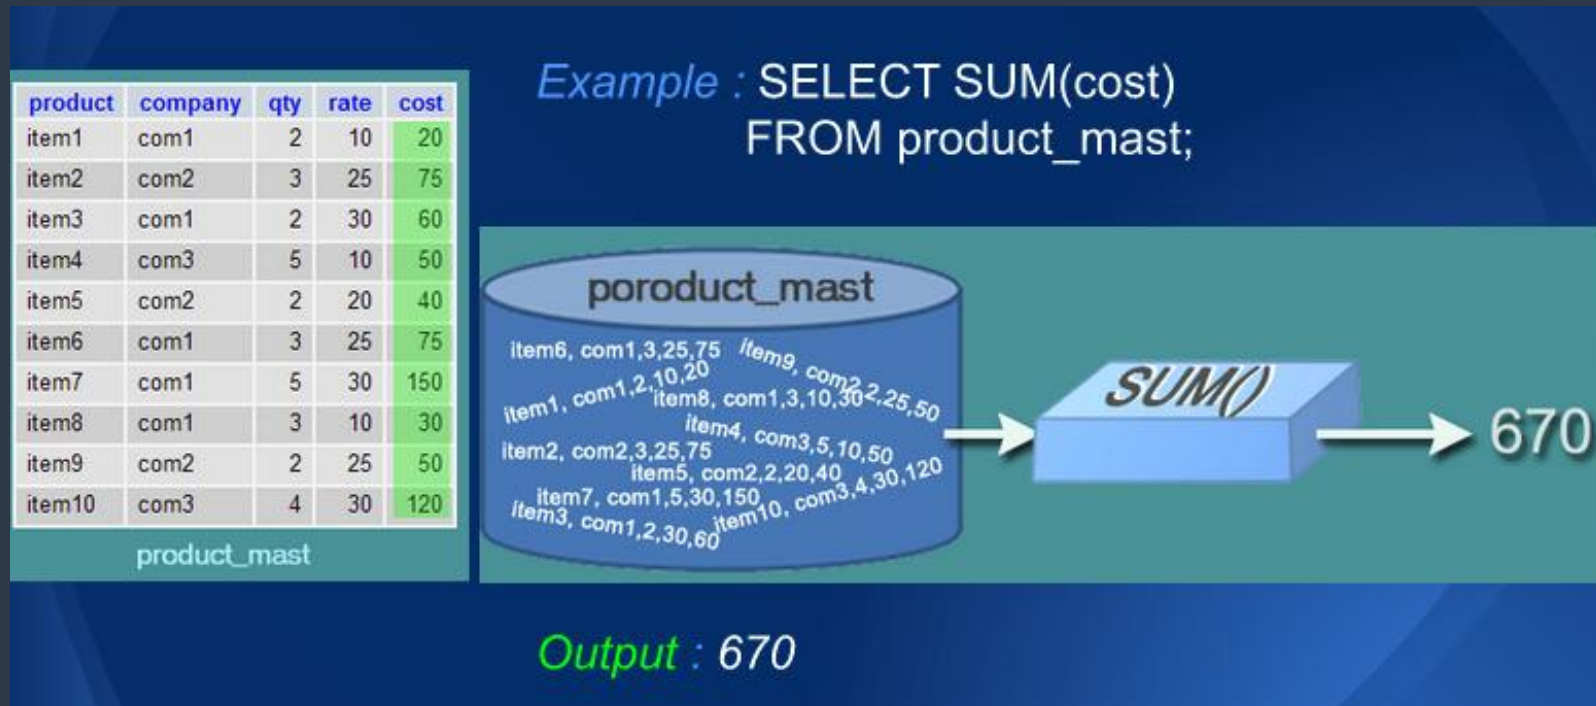 Example : SELECT SUM(cost)
FROM product_mast;
product company qty rate cost
item1 com1 2 10 20
item2 com2 3 25 75
item3 com1 2 30 60
item4 com3 5 10 50
item5 com2 2 20 40
item6 com1 3 25 75
item7 com1 5 30 150
item8 com1 3 10 30
item9 com2 2 25 50
item10 com3 4 30 120
product_mast
poroduct_mast
item6, com1,3,25,75
item9, com2,2,25,50
item1, com1,2,10,20
item8, com1,3,10,30
item4, com3,5,10,50
item2, com2,3,25,75
item5, com2,2,20,40
item7, com1,5,30,150
item10, com3,4,30,120
item3, com1,2,30,60
SUM()
670
Output : 670